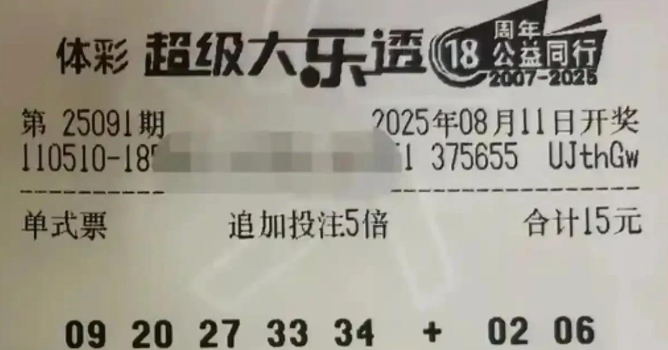 体彩 超级大乐透 18 周年
公益同行
2007-2025
第 25091期 2025年08月11日开奖
110510-18 1 375655 UJthGw
单式票 追加投注5倍 合计15元
09 20 27 33 34 + 02 06